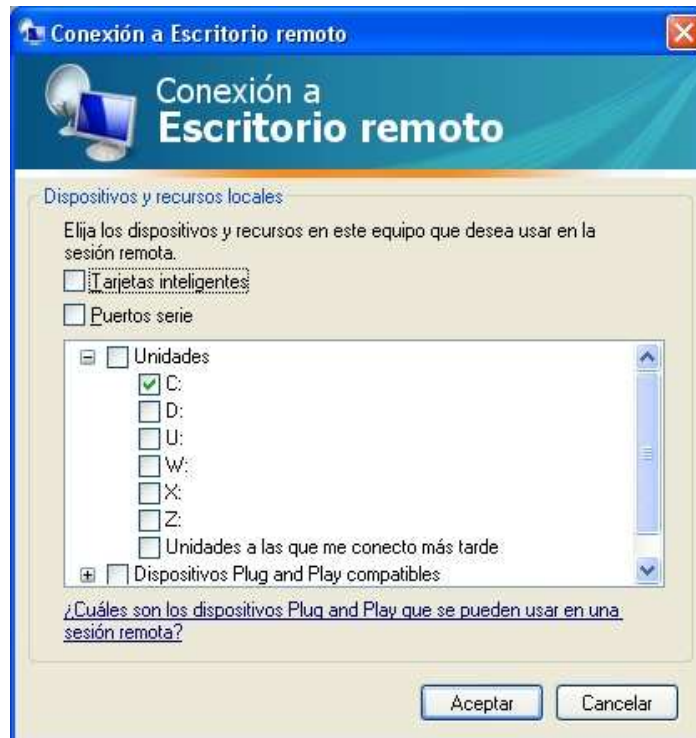 Conexión a Escritorio remoto
Conexión a
Escritorio remoto
Dispositivos y recursos locales
Elija los dispositivos y recursos en este equipo que desea usar en la
sesión remota.
Tarjetas inteligentes
Puertos serie
Unidades
C:
D:
U:
W:
X:
Z:
Unidades a las que me conecto más tarde
Dispositivos Plug and Play compatibles
¿Cuáles son los dispositivos Plug and Play que se pueden usar en una
sesión remota?
Aceptar
Cancelar